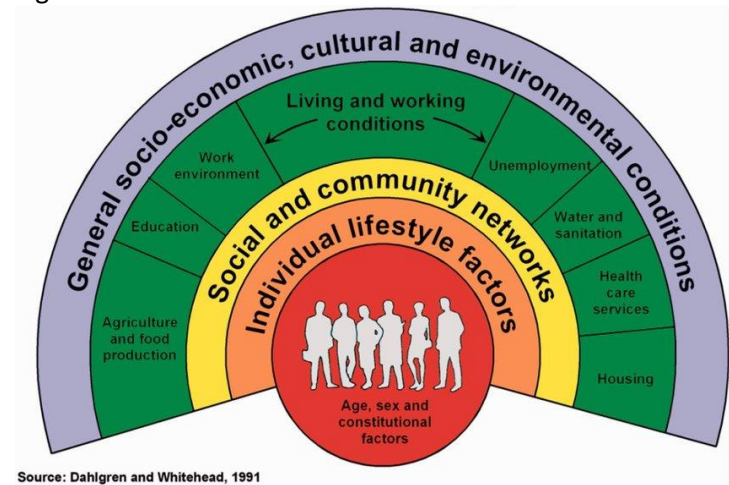 General socio-economic, cultural and environmental conditions
Living and working
conditions
Work
environment
Education
Agriculture
and food
production
Unemployment
Water and
sanitation
Health
care
services
Housing
Social and community networks
Individual lifestyle factors
Age, sex and
constitutional
factors
Source: Dahlgren and Whitehead, 1991